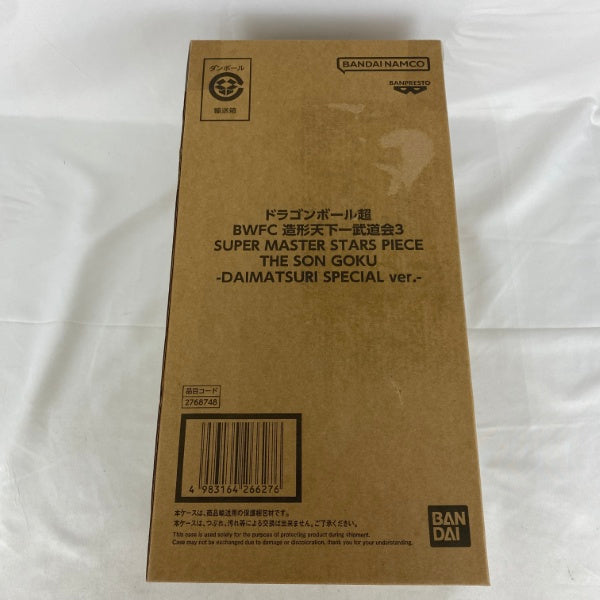 ダンボール
輸送箱
BANDAI NAMCO
BANPRESTO
ドラゴンボール超
BWFC 造形天下一武道会3
SUPER MASTER STARS PIECE
THE SON GOKU
-DAIMATSURI SPECIAL ver.-
品目コード
2768748
4 983164 266276
本ケースは、商品輸送用の保護梱包材です。
本ケースは、つぶれ、汚れ等による交換は出来ません。ご了承ください。
This case is used solely for the purpose of protecting product during shipment.
Case may not be exchanged due to damage or discoloration, thank you for your understanding.
BAN
DAI